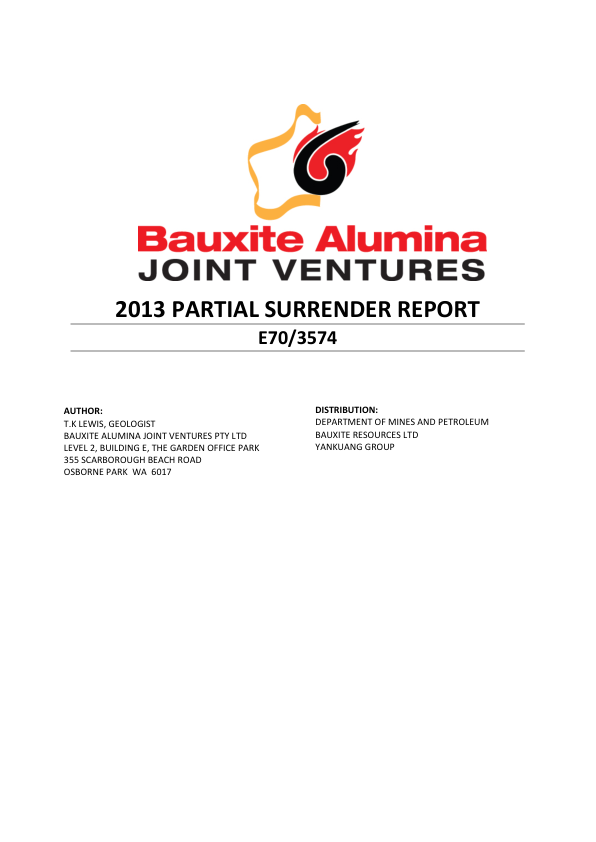 Bauxite Alumina
JOINT VENTURES
2013 PARTIAL SURRENDER REPORT
E70/3574
AUTHOR:
T.K LEWIS, GEOLOGIST
BAUXITE ALUMINA JOINT VENTURES PTY LTD
LEVEL 2, BUILDING E, THE GARDEN OFFICE PARK
355 SCARBOROUGH BEACH ROAD
OSBORNE PARK  WA  6017
DISTRIBUTION:
DEPARTMENT OF MINES AND PETROLEUM
BAUXITE RESOURCES LTD
YANKUANG GROUP